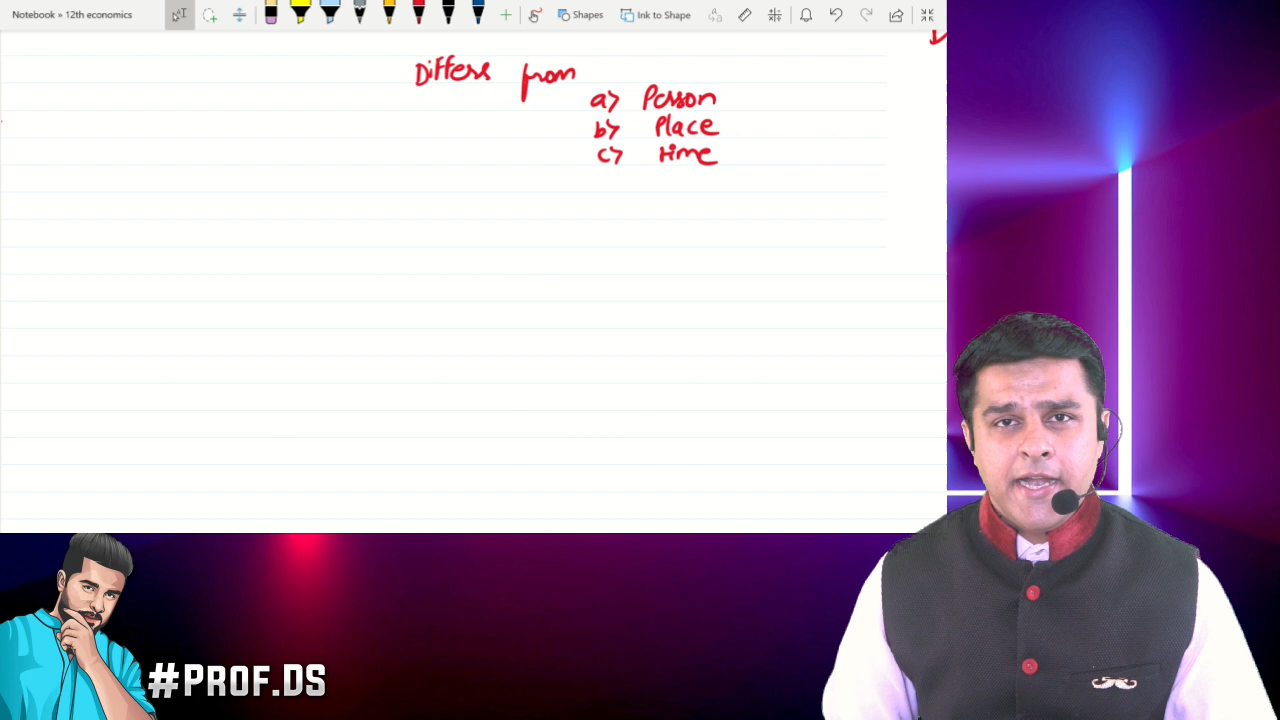 Notebook » 12th economics
Shapes
Ink to Shape
Differs from
a> Person
b> Place
c> time
#PROF.DS